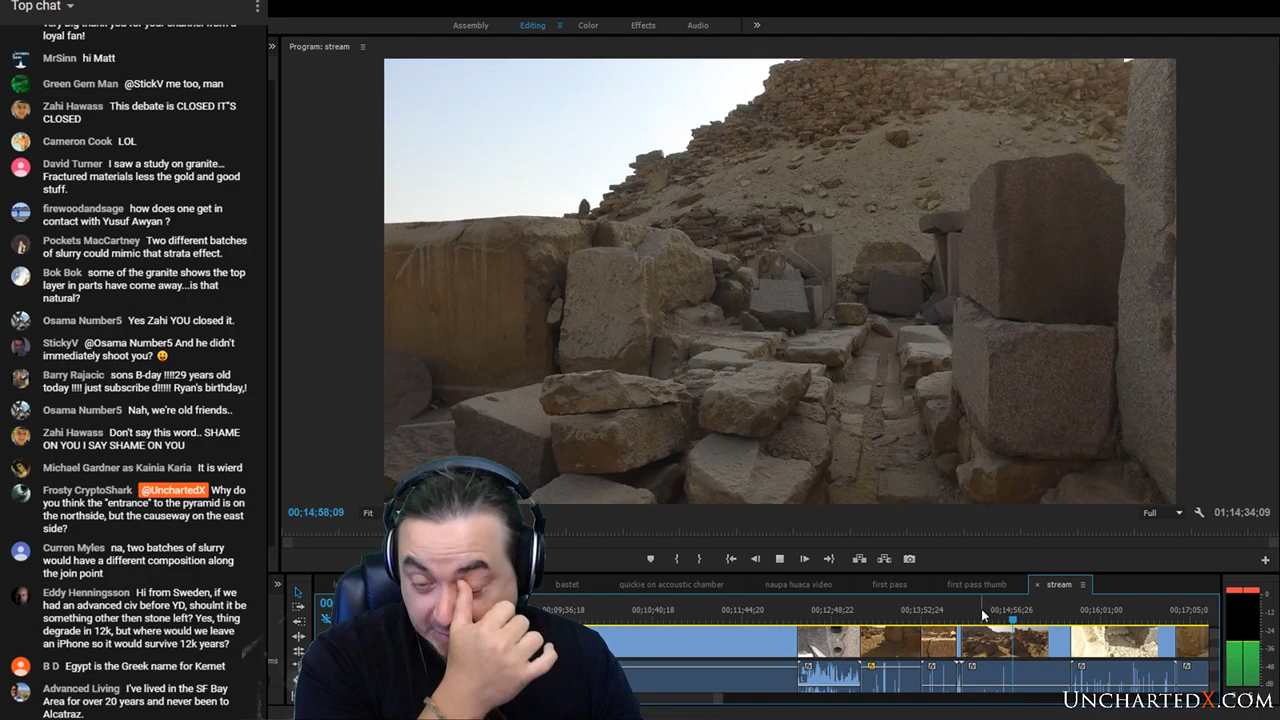 Top chat
very big thank you for your channel from a
loyal fan!
MrSinn hi Matt
Green Gem Man @StickV me too, man
Zahi Hawass This debate is CLOSED IT"S
CLOSED
Cameron Cook LOL
David Turner I saw a study on granite...
Fractured materials less the gold and good
stuff.
firewoodandsage how does one get in
contact with Yusuf Awyan ?
Pockets MacCartney Two different batches
of slurry could mimic that strata effect.
Bok Bok some of the granite shows the top
layer in parts have come away...is that
natural?
Osama Number5 Yes Zahi YOU closed it.
StickyV @Osama Number5 And he didn't
immediately shoot you? 😛
Barry Rajacic sons B-day !!!!29 years old
today !!!! just subscribe d!!!!! Ryan's birthday,!
Osama Number5 Nah, we're old friends..
Zahi Hawass Don't say this word.. SHAME
ON YOU I SAY SHAME ON YOU
Michael Gardner as Kainia Karia It is wierd
Frosty CryptoShark @UnchartedX Why do
you think the "entrance" to the pyramid is on
the northside, but the causeway on the east
side?
Curren Myles na, two batches of slurry
would have a different composition along
the join point
Eddy Henningsson Hi from Sweden, if we
had an advanced civ before YD, shoulnt it be
something other then stone left? Yes, thing
degrade in 12k, but where would we leave
an iPhone so it would survive 12k years?
B D Egypt is the Greek name for Kemet
Advanced Living I've lived in the SF Bay
Area for over 20 years and never been to
Alcatraz.
Assembly Editing Color Effects Audio
Program: stream
00;14;58;09 Fit Full 01;14;34;09
bastet quickie on accoustic chamber naupa huaca video first pass first pass thumb × stream
00;09;36;18 00;10;40;18 00;11;44;20 00;12;48;22 00;13;52;24 00;14;56;26 00;16;01;00 00;17;05;0
0
-12
-24
-36
-48
dB
UNCHARTEDX.COM